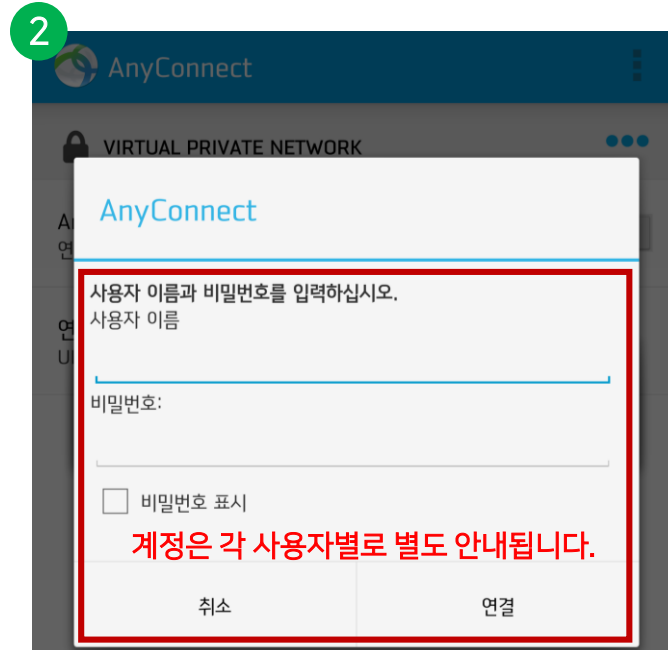 2
AnyConnect
VIRTUAL PRIVATE NETWORK
AnyConnect
사용자 이름과 비밀번호를 입력하십시오.
사용자 이름
비밀번호:
비밀번호 표시
계정은 각 사용자별로 별도 안내됩니다.
취소
연결